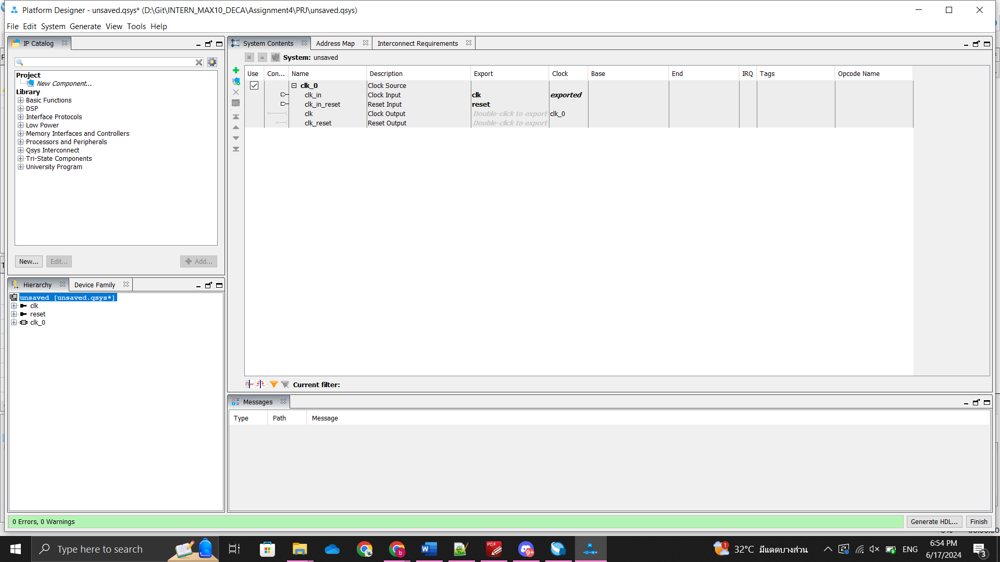 Platform Designer - unsaved.qsys* (D:\Git\INTERN_MAX10_DECA\Assignment4\PRJ\unsaved.qsys)
File Edit System Generate View Tools Help
IP Catalog
Project
New Component...
Library
Basic Functions
DSP
Interface Protocols
Low Power
Memory Interfaces and Controllers
Processors and Peripherals
Qsys Interconnect
Tri-State Components
University Program
New... Edit... Add...
Hierarchy Device Family
unsaved [unsaved.qsys*]
clk
reset
clk_0
System Contents Address Map Interconnect Requirements
System: unsaved
Use Con... Name Description Export Clock Base End IRQ Tags Opcode Name
clk_0 Clock Source
clk_in Clock Input clk exported
clk_in_reset Reset Input reset
clk Clock Output Double-click to export clk_0
clk_reset Reset Output Double-click to export
Current filter:
Messages
Type Path Message
0 Errors, 0 Warnings Generate HDL... Finish
Type here to search
PDF
9+
1
32°C มีแดดบางส่วน
ENG
6:54 PM
6/17/2024
3